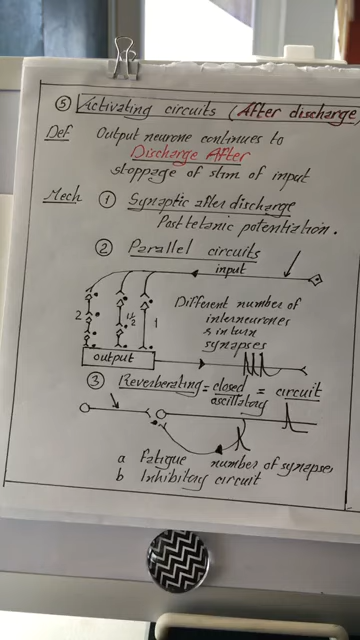 ⑤ Activating circuits (After discharge)
Def Output neurone continues to
Discharge After
stoppage of stim of input
Mech ① Synaptic after discharge
Post tetanic potentiation.
② Parallel circuits
input
Different number of
interneurones
& in turn
synapses
2 1
output
③ Reverberating = closed = circuit
oscillatory
a Fatigue number of synapses
b Inhibitory circuit